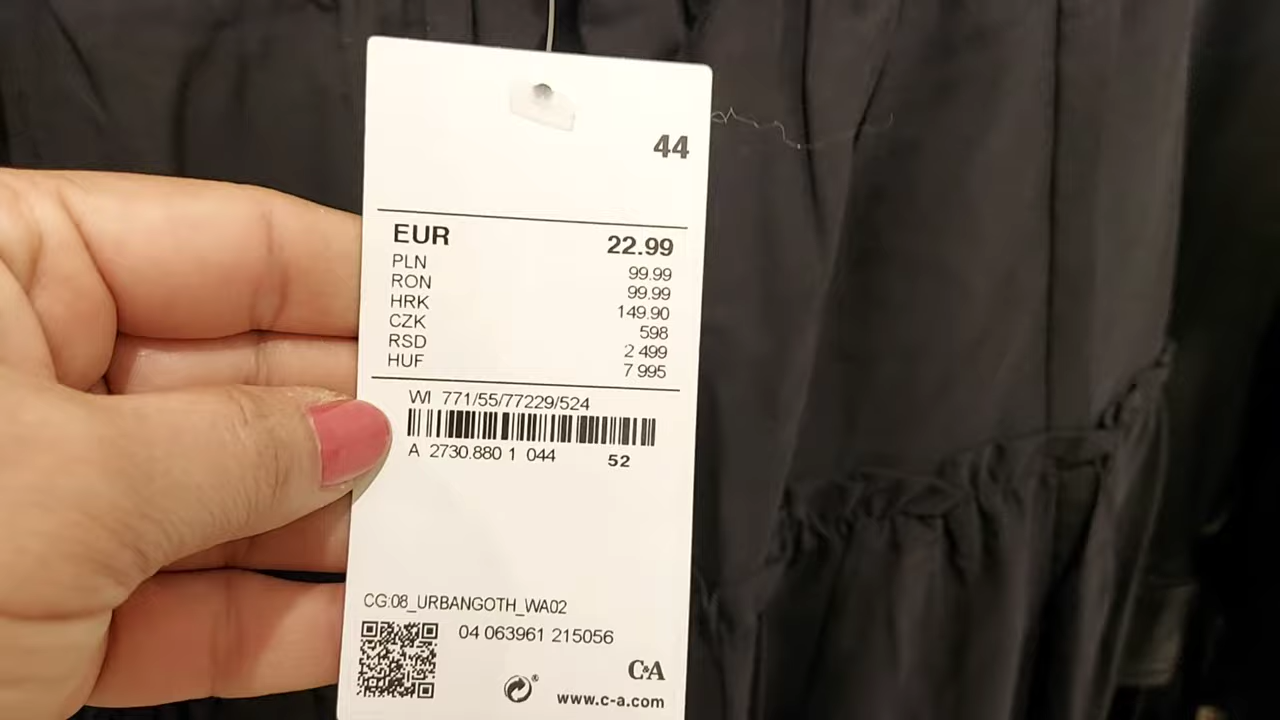 44
EUR 22.99
PLN 99.99
RON 99.99
HRK 149.90
CZK 598
RSD 2 499
HUF 7 995
WI 771/55/77229/524
A 2730.880 1 044 52
CG:08_URBANGOTH_WA02
04 063961 215056
C&A
www.c-a.com